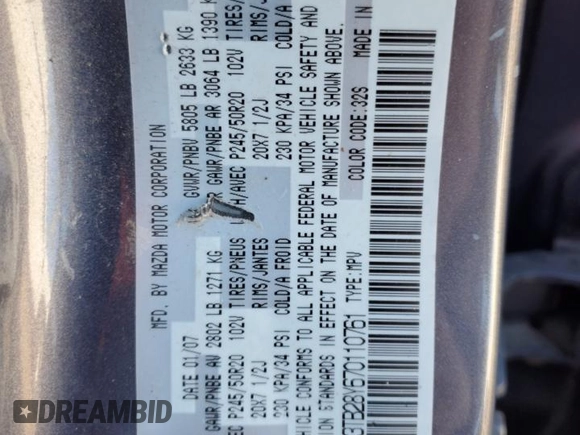 MFD. BY MAZDA MOTOR CORPORATION
DATE 01/07 GVWR/PNBV 5805 LB 2633 KG
GAWR/PNBE AV 2802 LB 1271 KG GAWR/PNBE AR 3064 LB 1390 KG
EC P245/50R20 102V TIRES/PNEUS P245/50R20 102V TIRES/
20X7 1/2J RIMS/JANTES 20X7 1/2J RIMS/J
230 KPA/34 PSI COLD/A FROID 230 KPA/34 PSI COLD/A
CONFORMS TO ALL APPLICABLE FEDERAL MOTOR VEHICLE SAFETY AND
STANDARDS IN EFFECT ON THE DATE OF MANUFACTURE SHOWN ABOVE.
3TB28V670110761 TYPE: MPV COLOR CODE: 32S MADE IN
DREAMBID